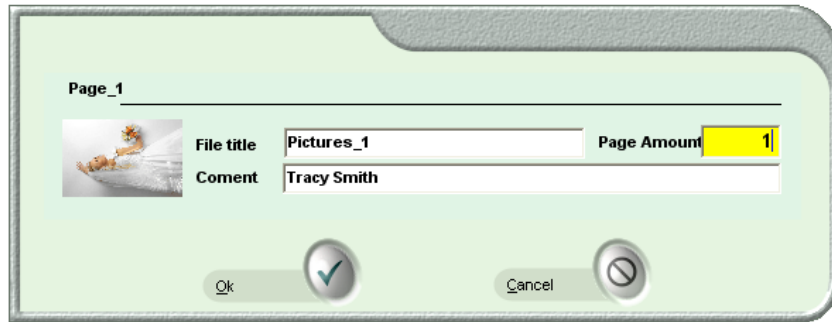 Page_1
File title Pictures_1 Page Amount 1
Coment Tracy Smith
Ok Cancel